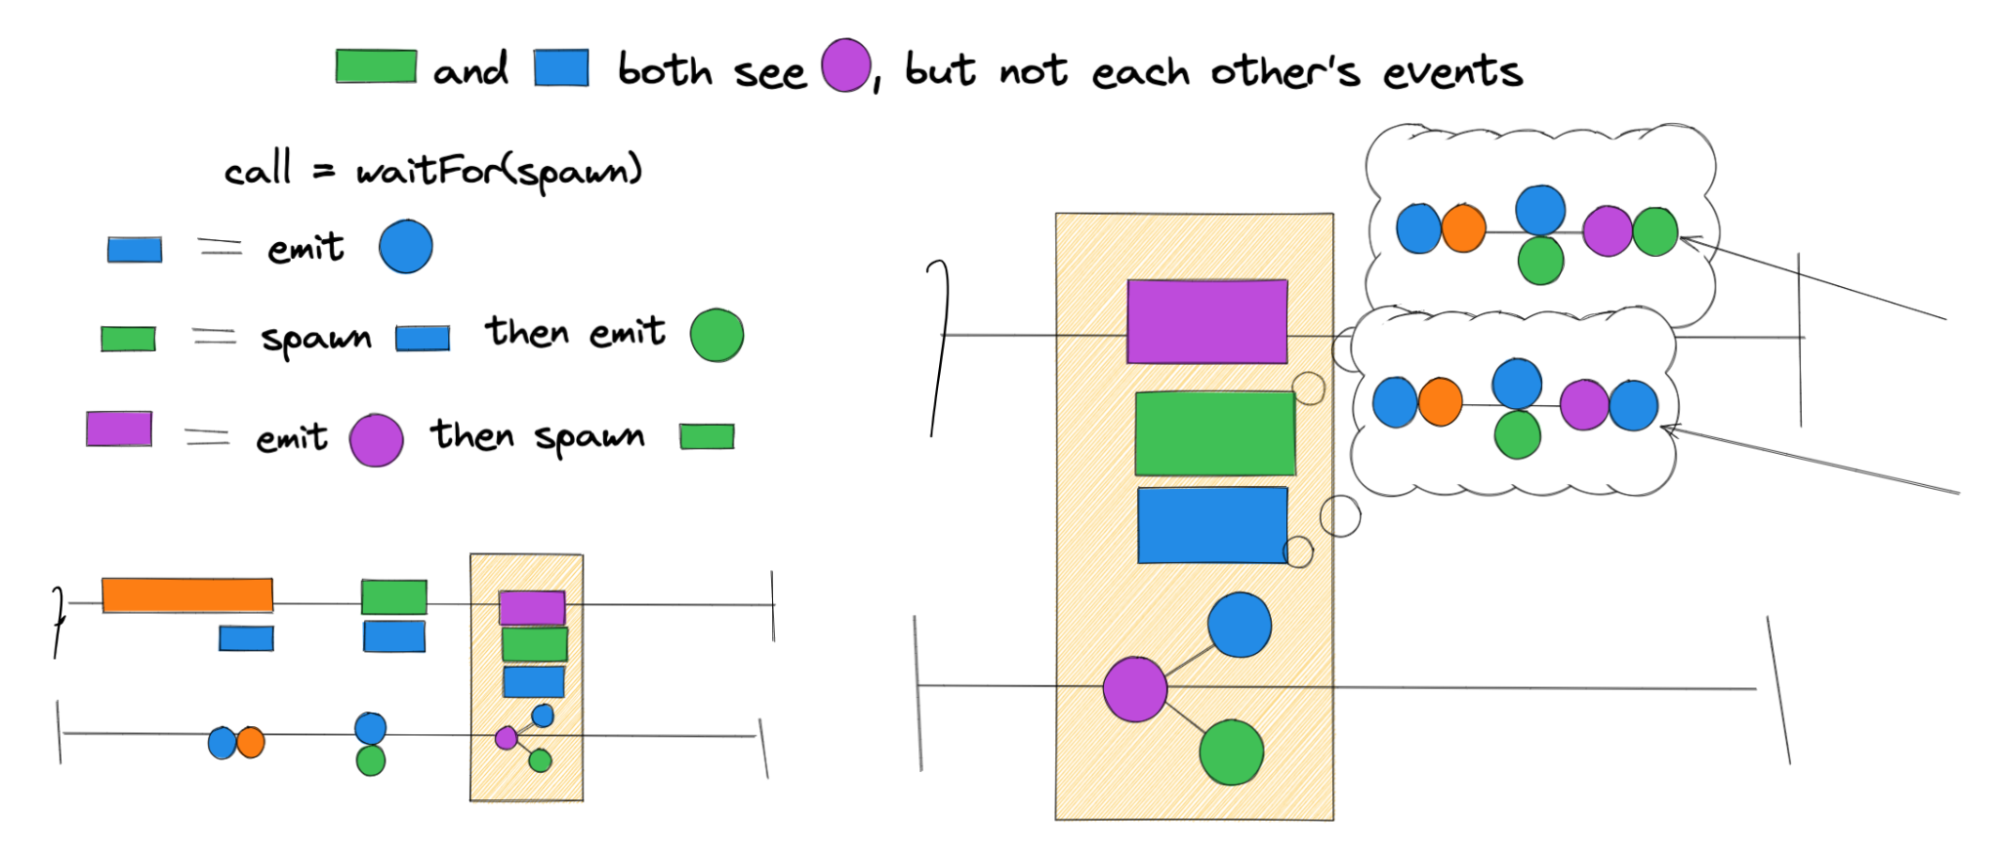 and both see , but not each other's events
call = waitFor(spawn)
= emit
= spawn then emit
= emit then spawn